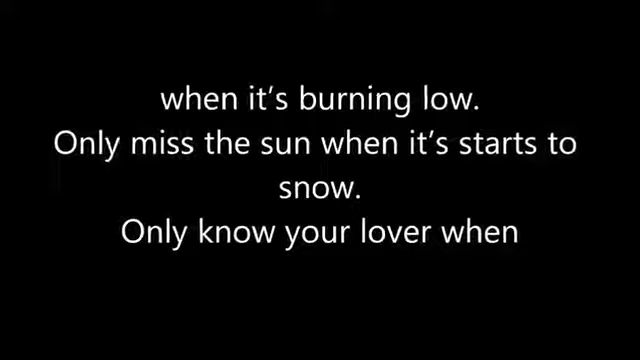 when it’s burning low.
Only miss the sun when it’s starts to
snow.
Only know your lover when